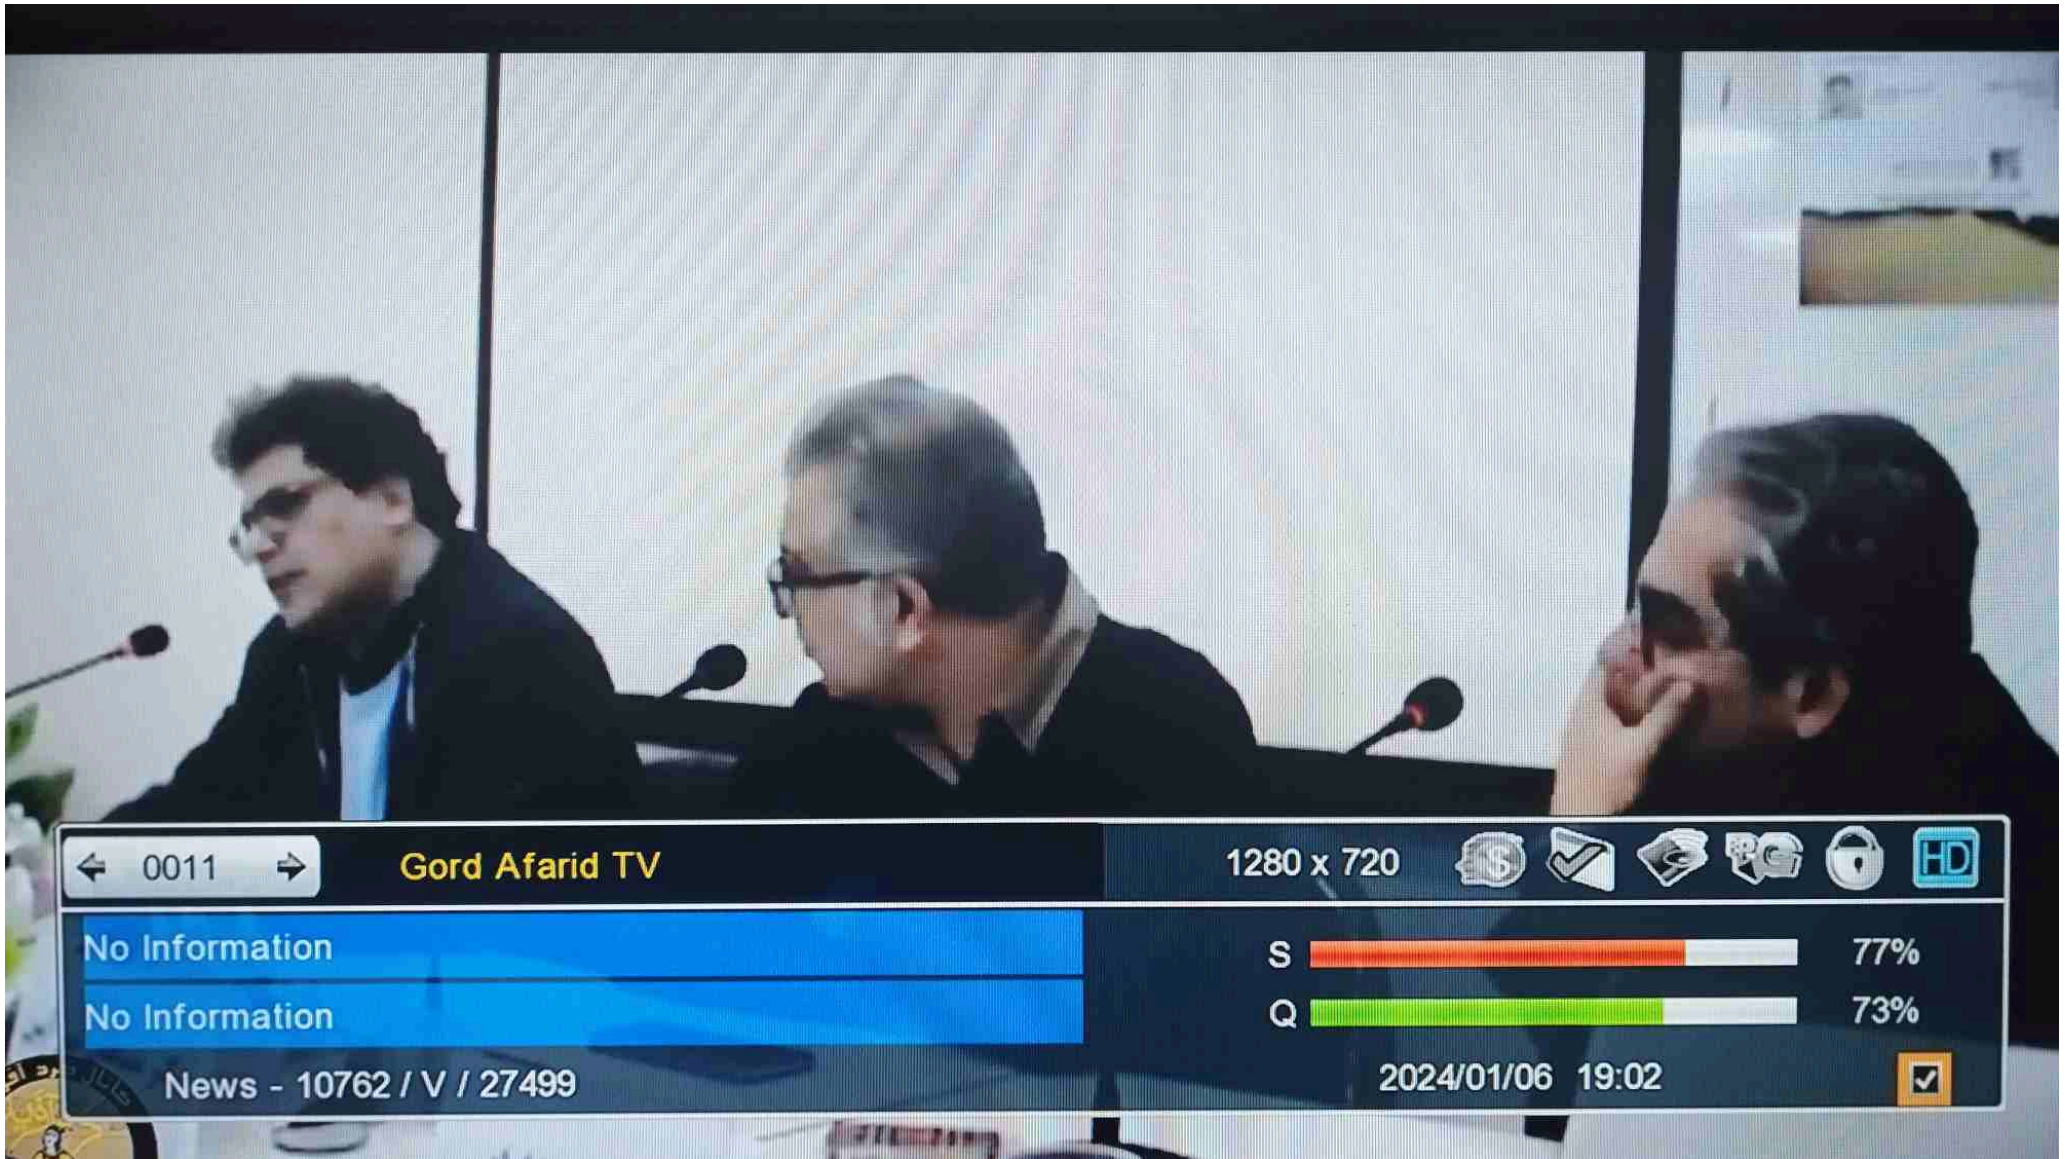 0011
Gord Afarid TV
1280 x 720
HD
No Information
S 77%
No Information
Q 73%
News - 10762 / V / 27499
2024/01/06 19:02